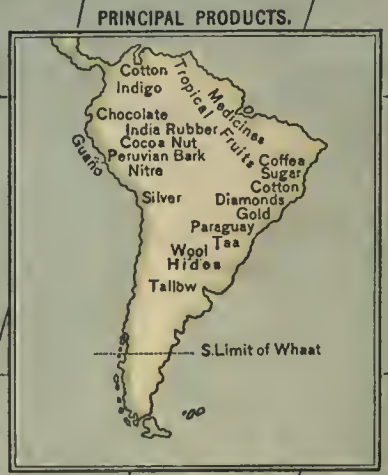 PRINCIPAL PRODUCTS.
Cotton
Indigo
Tropical Fruits
Medicines
Chocolate
India Rubber
Cocoa Nut
Peruvian Bark
Nitre
Guano
Coffea
Sugar
Cotton
Silver
Diamonds
Gold
Paraguay
Taa
Wool
Hides
Tallow
S.Limit of Whaat